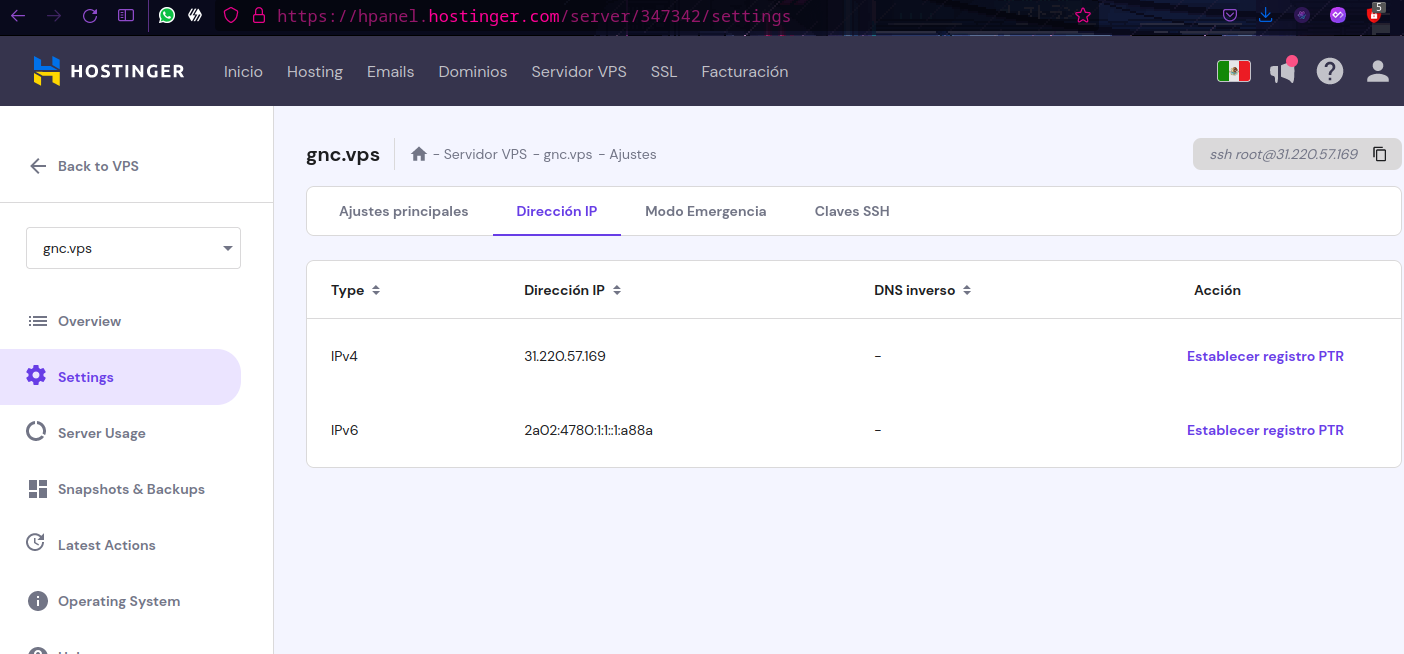 https://hpanel.hostinger.com/server/347342/settings
5
HOSTINGER
Inicio Hosting Emails Dominios Servidor VPS SSL Facturación
Back to VPS
gnc.vps
Overview
Settings
Server Usage
Snapshots & Backups
Latest Actions
Operating System
gnc.vps - Servidor VPS - gnc.vps - Ajustes
ssh root@31.220.57.169
Ajustes principales Dirección IP Modo Emergencia Claves SSH
Type Dirección IP DNS inverso Acción
IPv4 31.220.57.169 - Establecer registro PTR
IPv6 2a02:4780:1:1::1:a88a - Establecer registro PTR